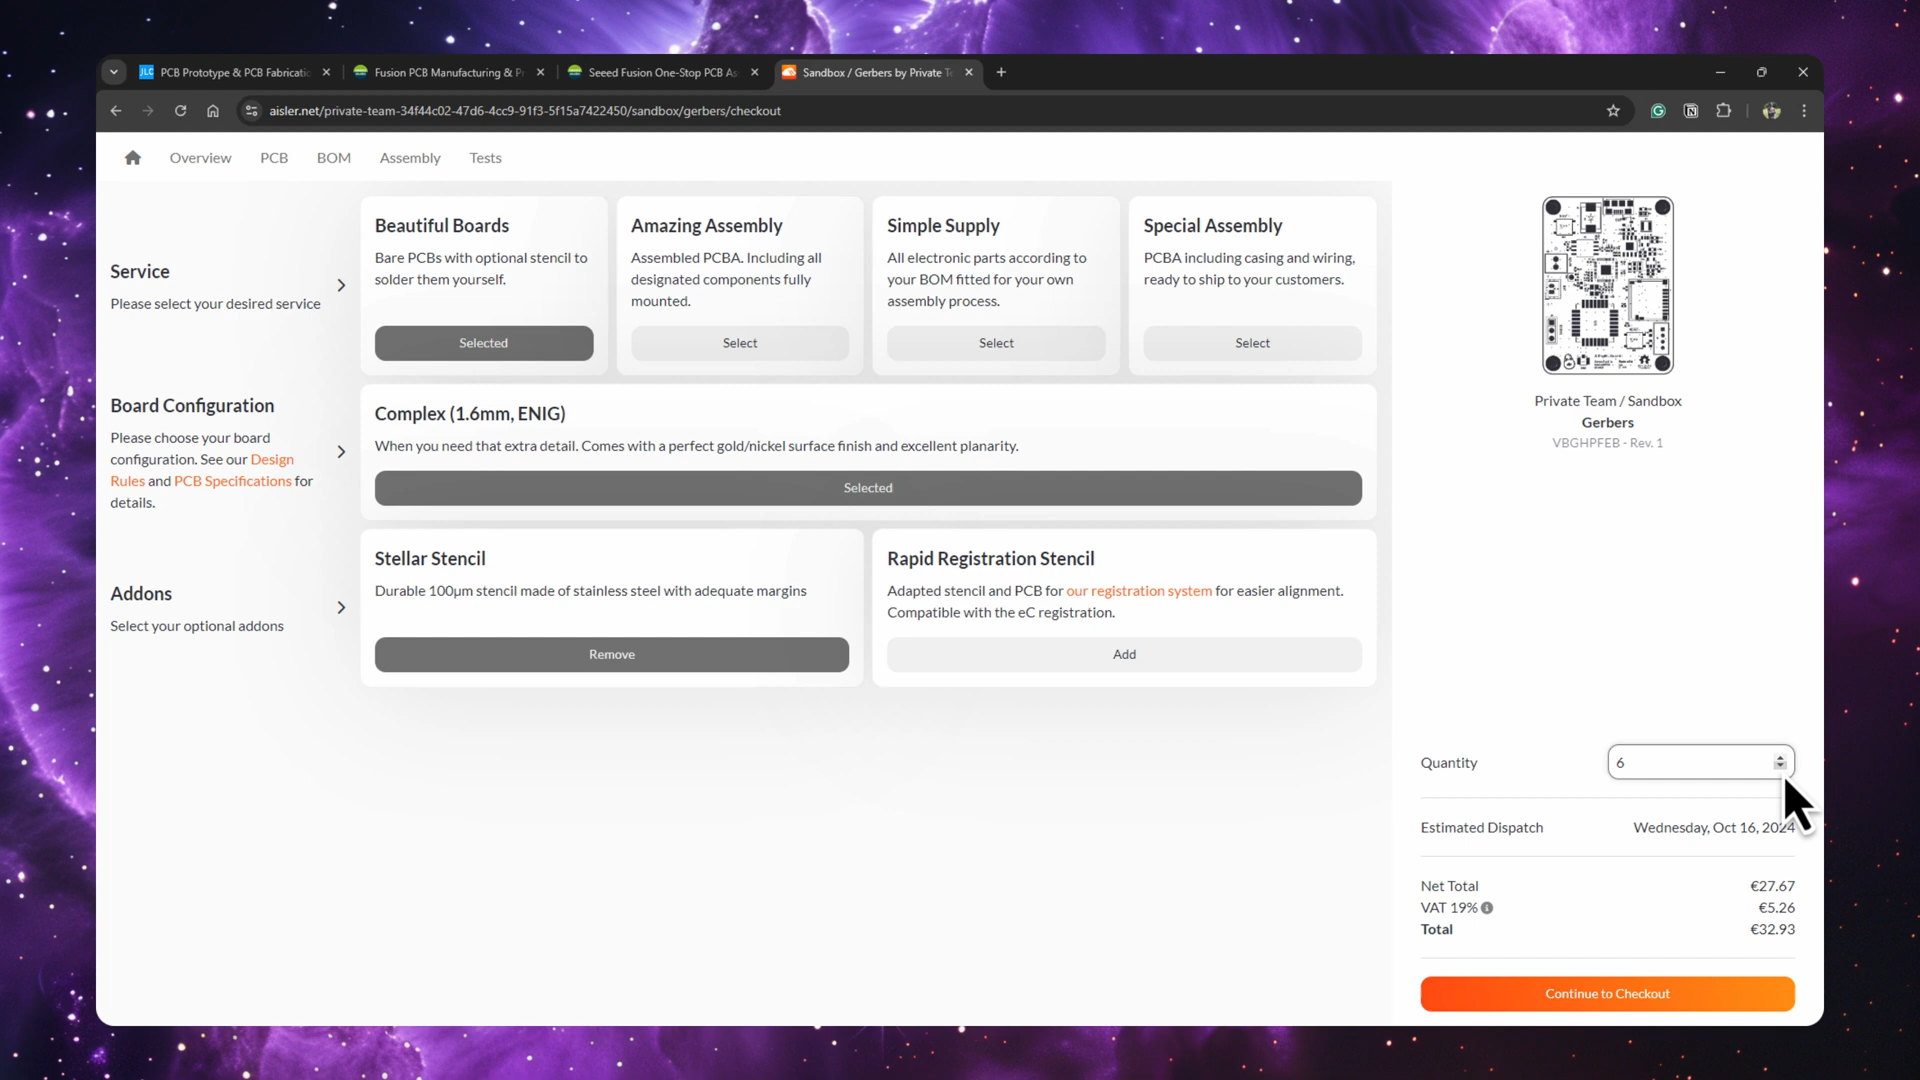 PCB Prototype & PCB Fabricatio
Fusion PCB Manufacturing & Pr
Seeed Fusion One-Stop PCB As
Sandbox / Gerbers by Private Te
aisler.net/private-team-34f44c02-47d6-4cc9-91f3-5f15a7422450/sandbox/gerbers/checkout
Overview
PCB
BOM
Assembly
Tests
Service
Please select your desired service
Beautiful Boards
Bare PCBs with optional stencil to
solder them yourself.
Selected
Amazing Assembly
Assembled PCBA. Including all
designated components fully
mounted.
Select
Simple Supply
All electronic parts according to
your BOM fitted for your own
assembly process.
Select
Special Assembly
PCBA including casing and wiring,
ready to ship to your customers.
Select
Board Configuration
Please choose your board
configuration. See our Design
Rules and PCB Specifications for
details.
Complex (1.6mm, ENIG)
When you need that extra detail. Comes with a perfect gold/nickel surface finish and excellent planarity.
Selected
Addons
Select your optional addons
Stellar Stencil
Durable 100µm stencil made of stainless steel with adequate margins
Remove
Rapid Registration Stencil
Adapted stencil and PCB for our registration system for easier alignment.
Compatible with the eC registration.
Add
Private Team / Sandbox
Gerbers
VBGHPFEB - Rev. 1
Quantity
6
Estimated Dispatch
Wednesday, Oct 16, 2024
Net Total
€27.67
VAT 19%
€5.26
Total
€32.93
Continue to Checkout